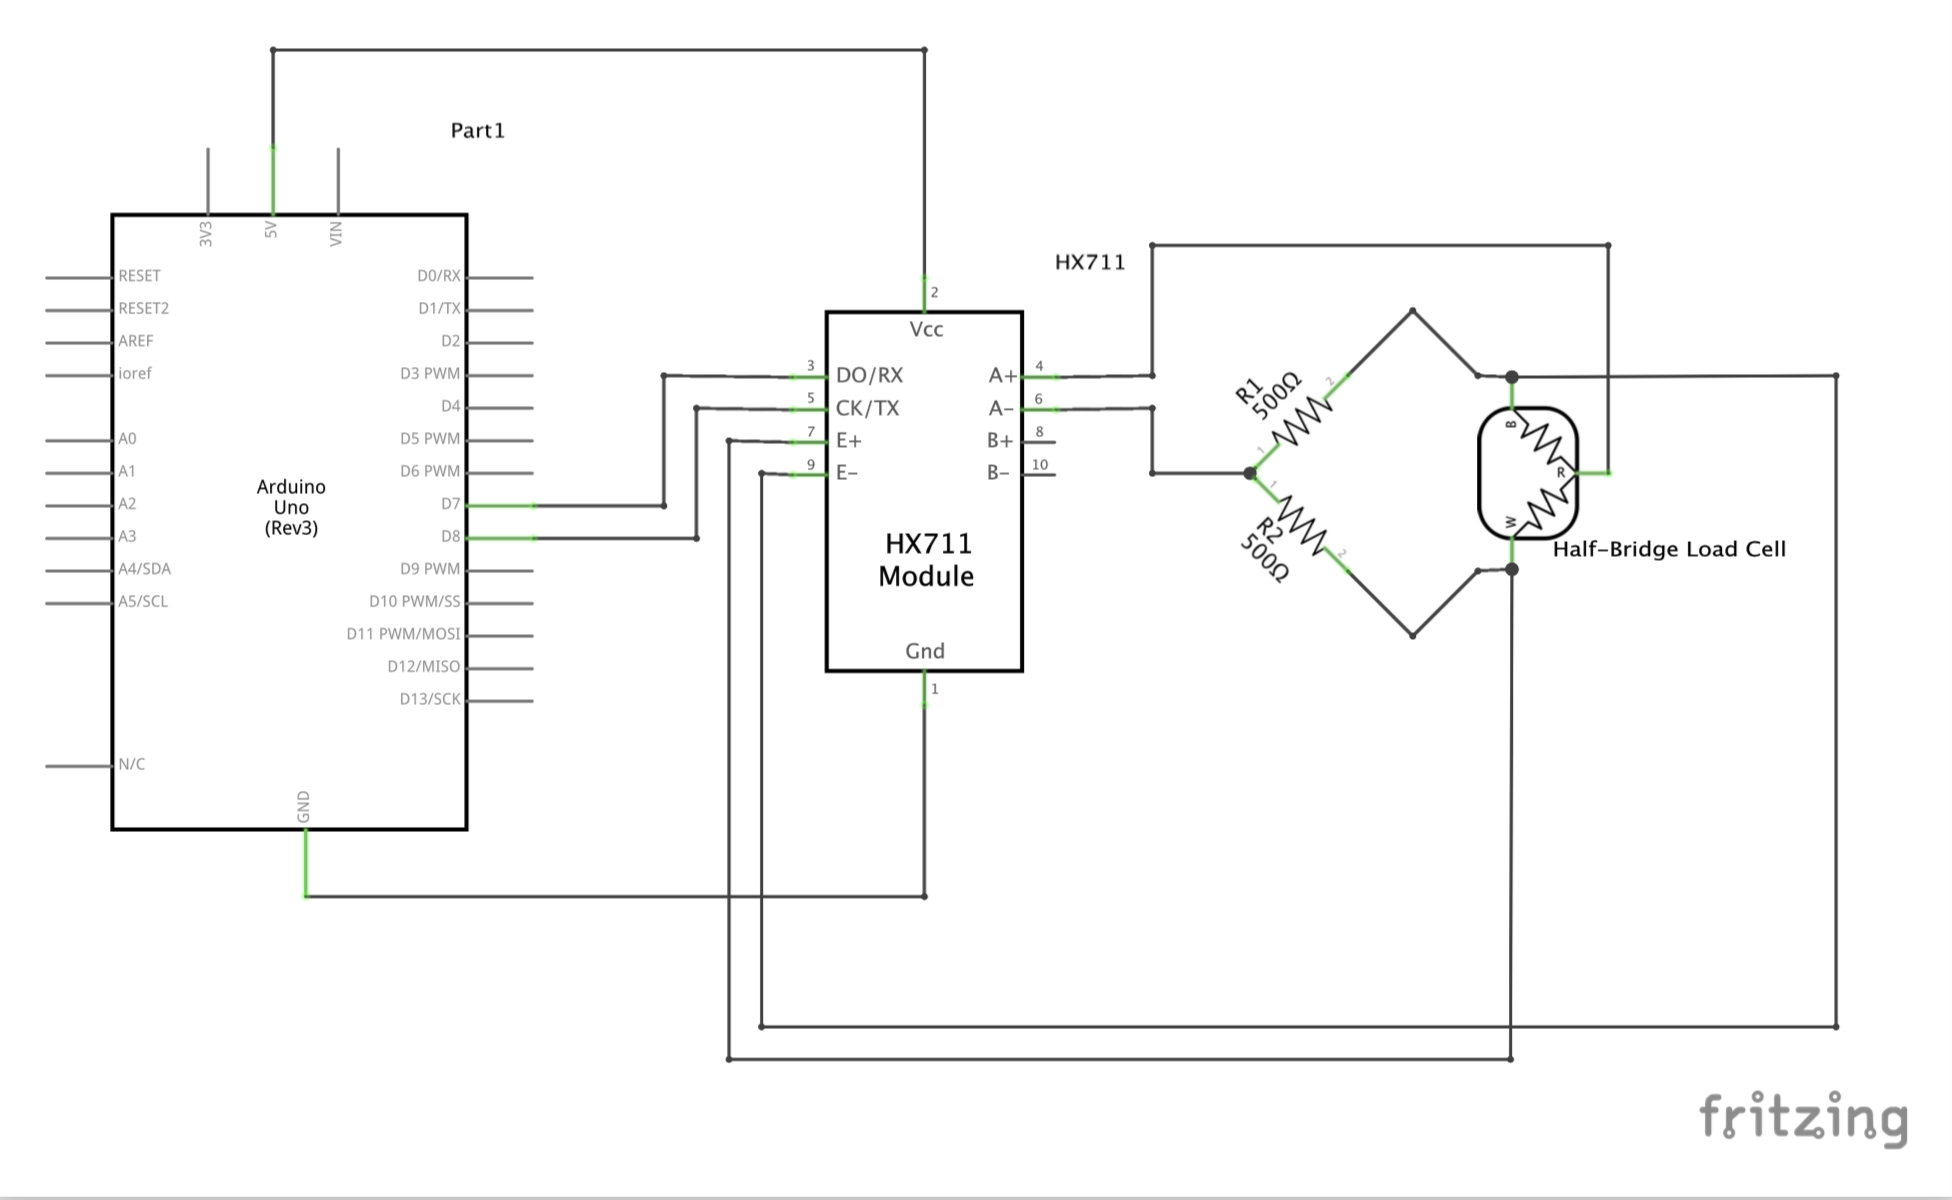 Part1
3V3
5V
VIN
RESET
RESET2
AREF
ioref
A0
A1
A2
A3
A4/SDA
A5/SCL
N/C
Arduino
Uno
(Rev3)
D0/RX
D1/TX
D2
D3 PWM
D4
D5 PWM
D6 PWM
D7
D8
D9 PWM
D10 PWM/SS
D11 PWM/MOSI
D12/MISO
D13/SCK
GND
HX711
2
Vcc
3
DO/RX
5
CK/TX
7
E+
9
E-
A+
4
A-
6
B+
8
B-
10
HX711
Module
Gnd
1
R1
500Ω
1
2
R2
500Ω
1
2
B
R
W
Half-Bridge Load Cell
fritzing